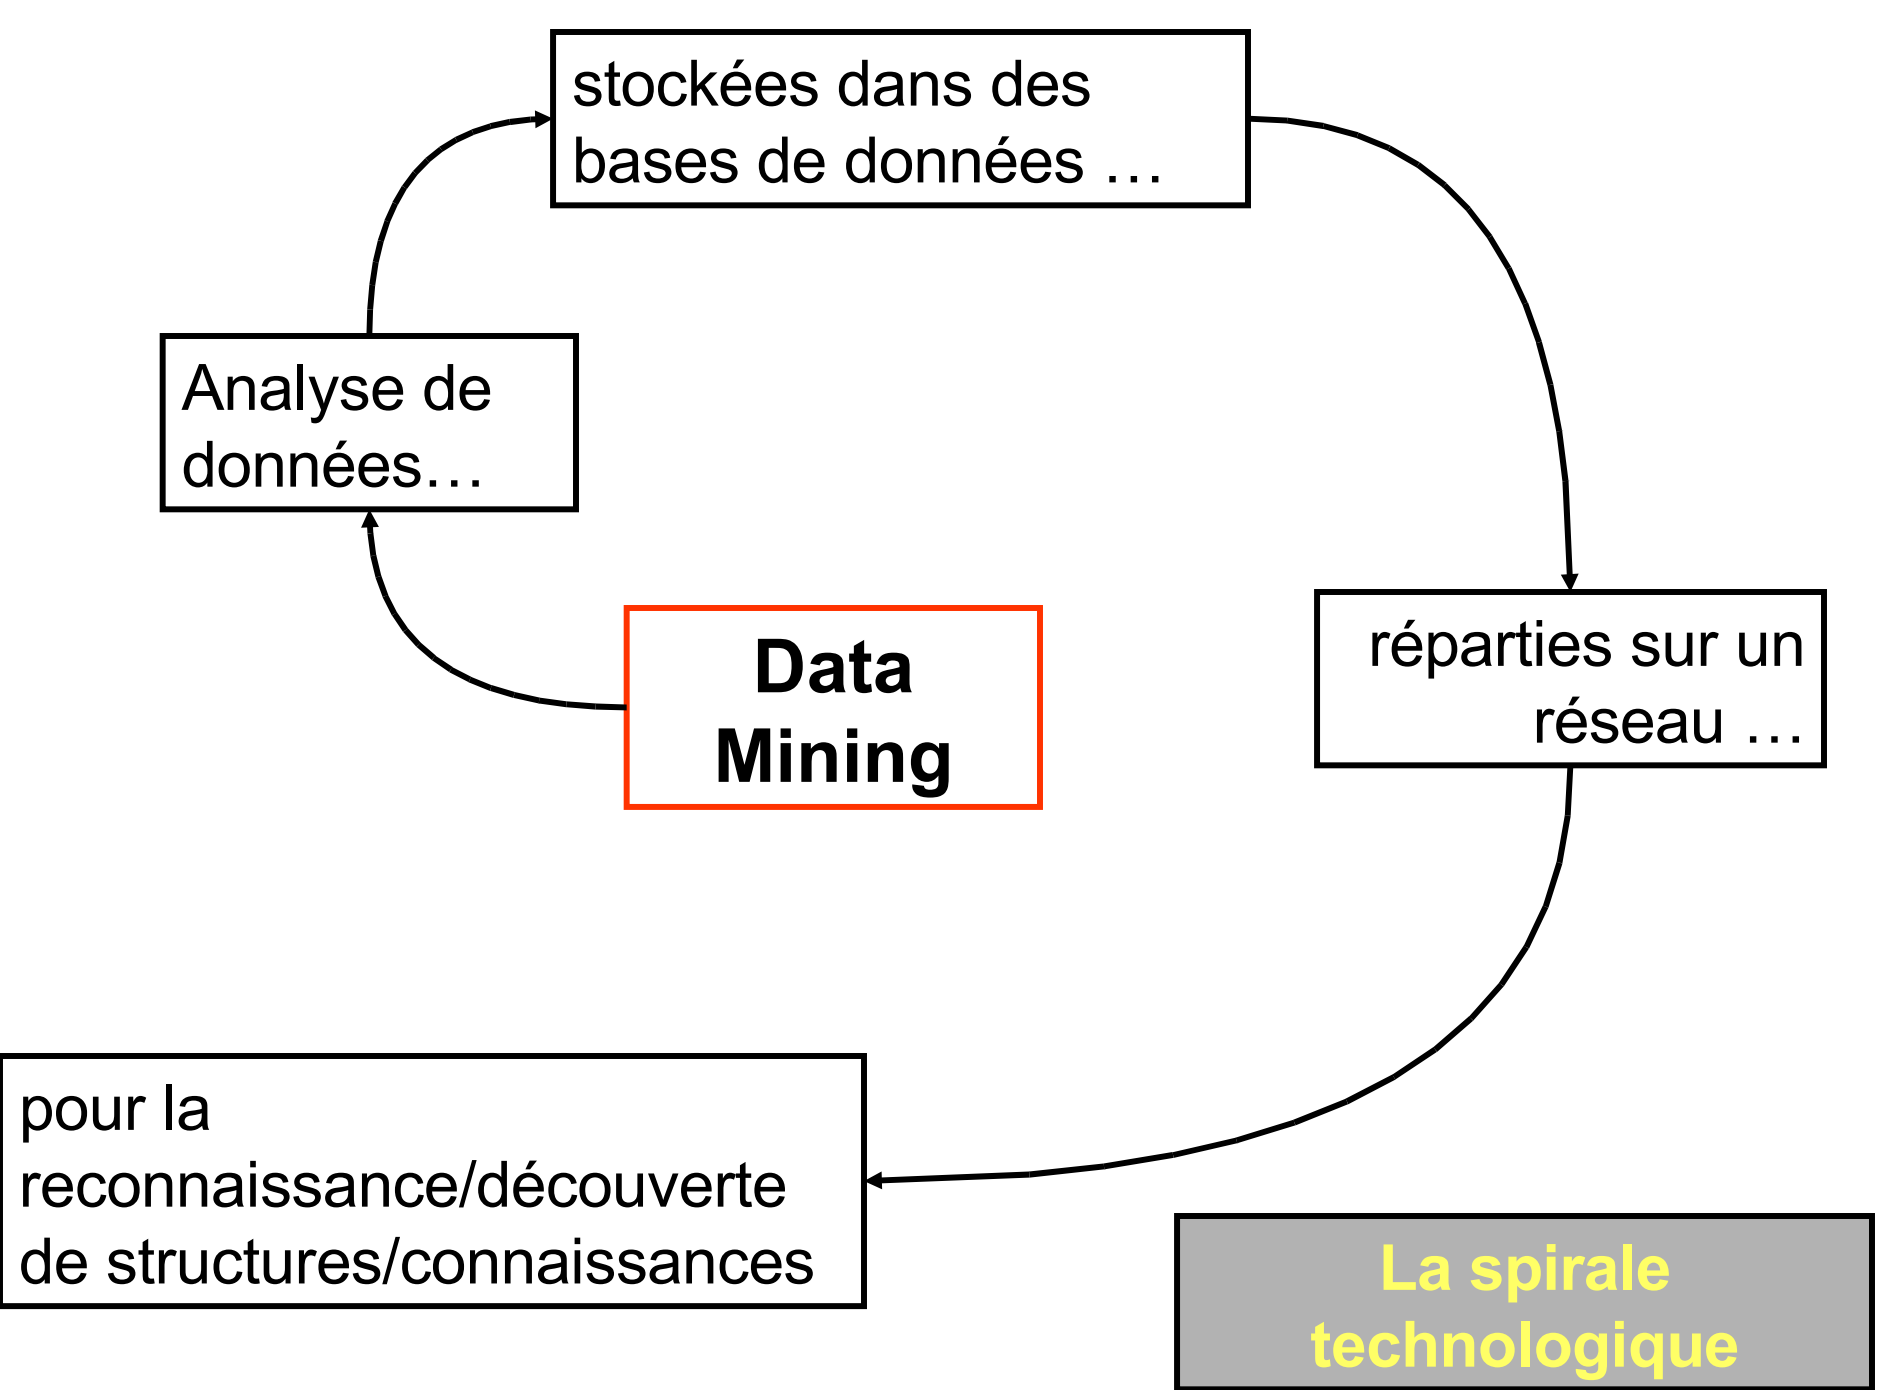 stockées dans des
bases de données …
Analyse de
données…
Data
Mining
réparties sur un
réseau …
pour la
reconnaissance/découverte
de structures/connaissances
La spirale
technologique